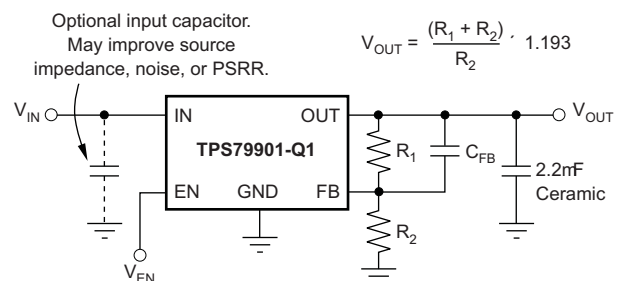 Optional input capacitor.
May improve source
impedance, noise, or PSRR.
V_OUT = (R_1 + R_2) / R_2 ´ 1.193
V_IN
IN
OUT
V_OUT
TPS79901-Q1
R_1
C_FB
2.2mF
Ceramic
EN
GND
FB
R_2
V_EN